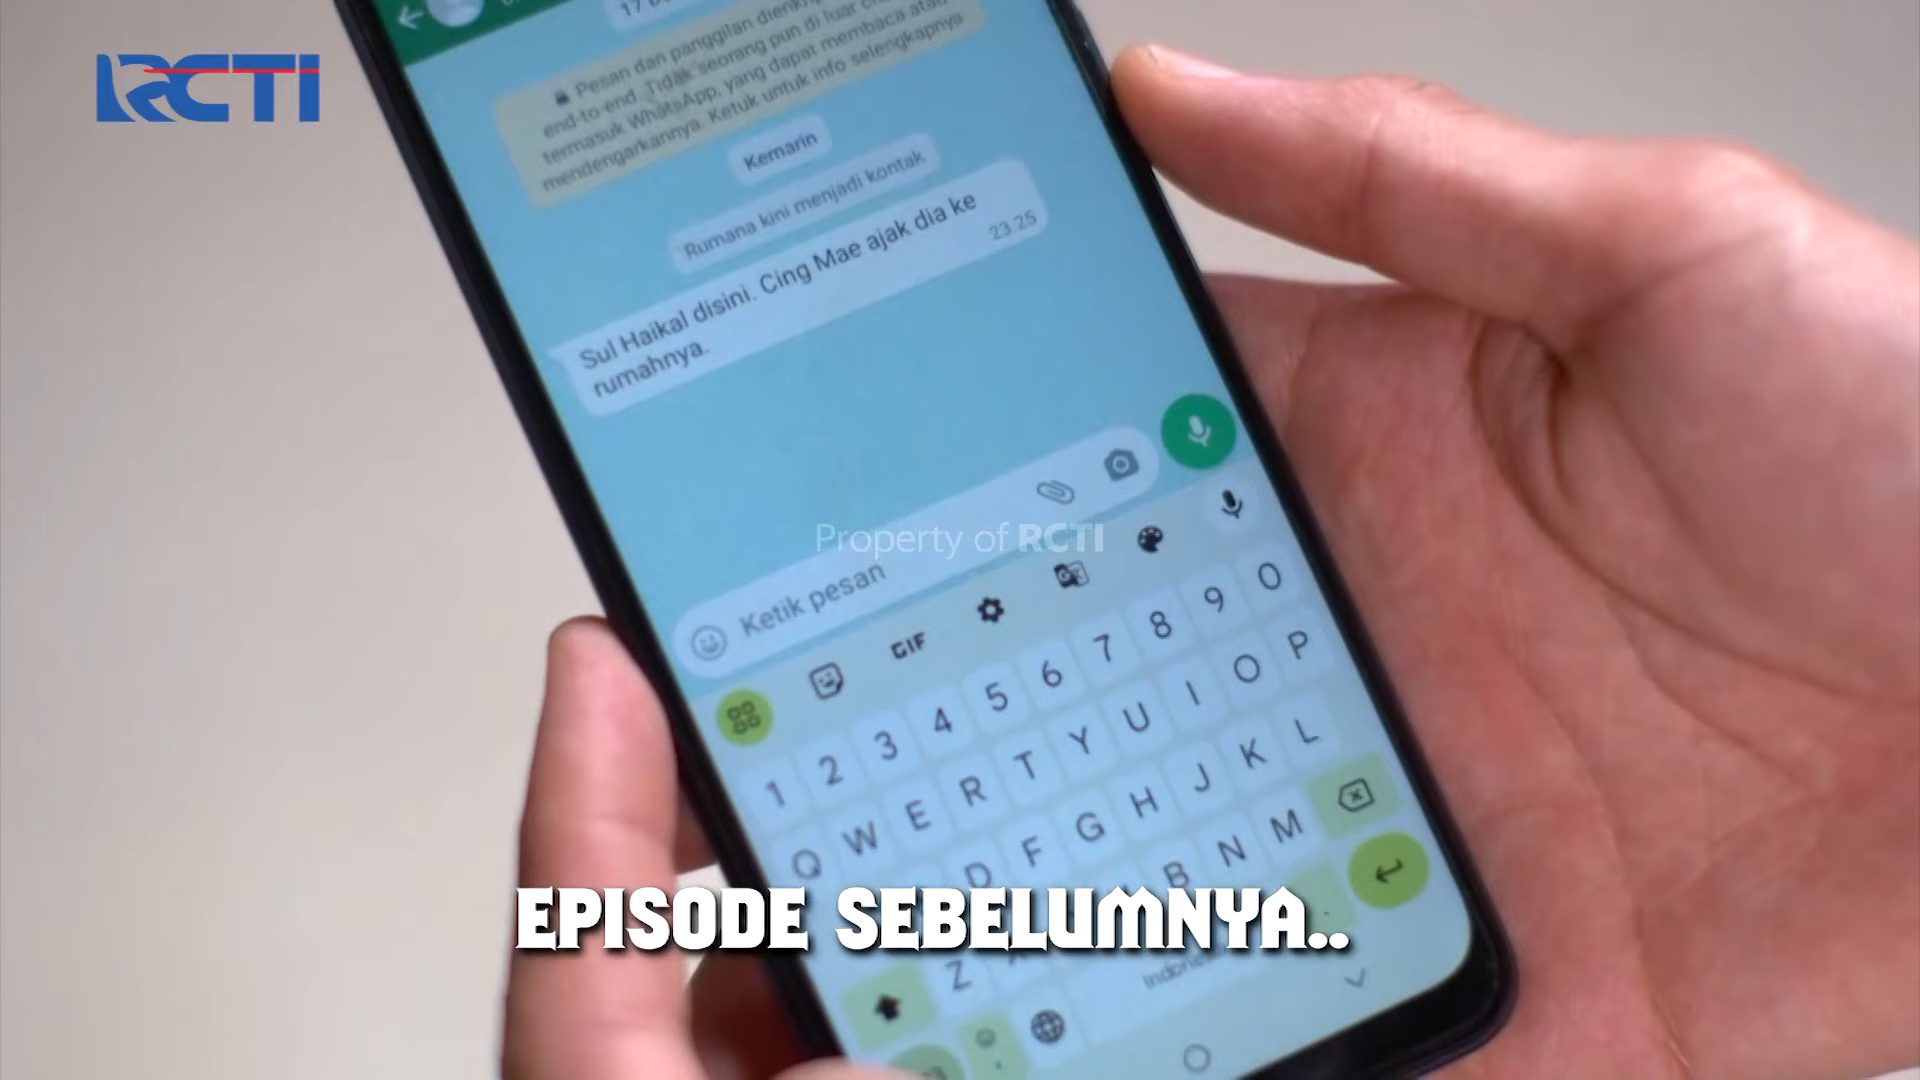 RCTI
17
Pesan dan panggilan dienkripsi
end-to-end. Tidak seorang pun di luar
termasuk WhatsApp, yang dapat membaca atau
mendengarkannya. Ketuk untuk info selengkapnya
Kemarin
Rumana kini menjadi kontak
Sul Haikal disini. Cing Mae ajak dia ke
rumahnya.
23.25
Property of RCTI
Ketik pesan
GIF
1 2 3 4 5 6 7 8 9 0
Q W E R T Y U I O P
D F G H J K L
Z B N M
EPISODE SEBELUMNYA..